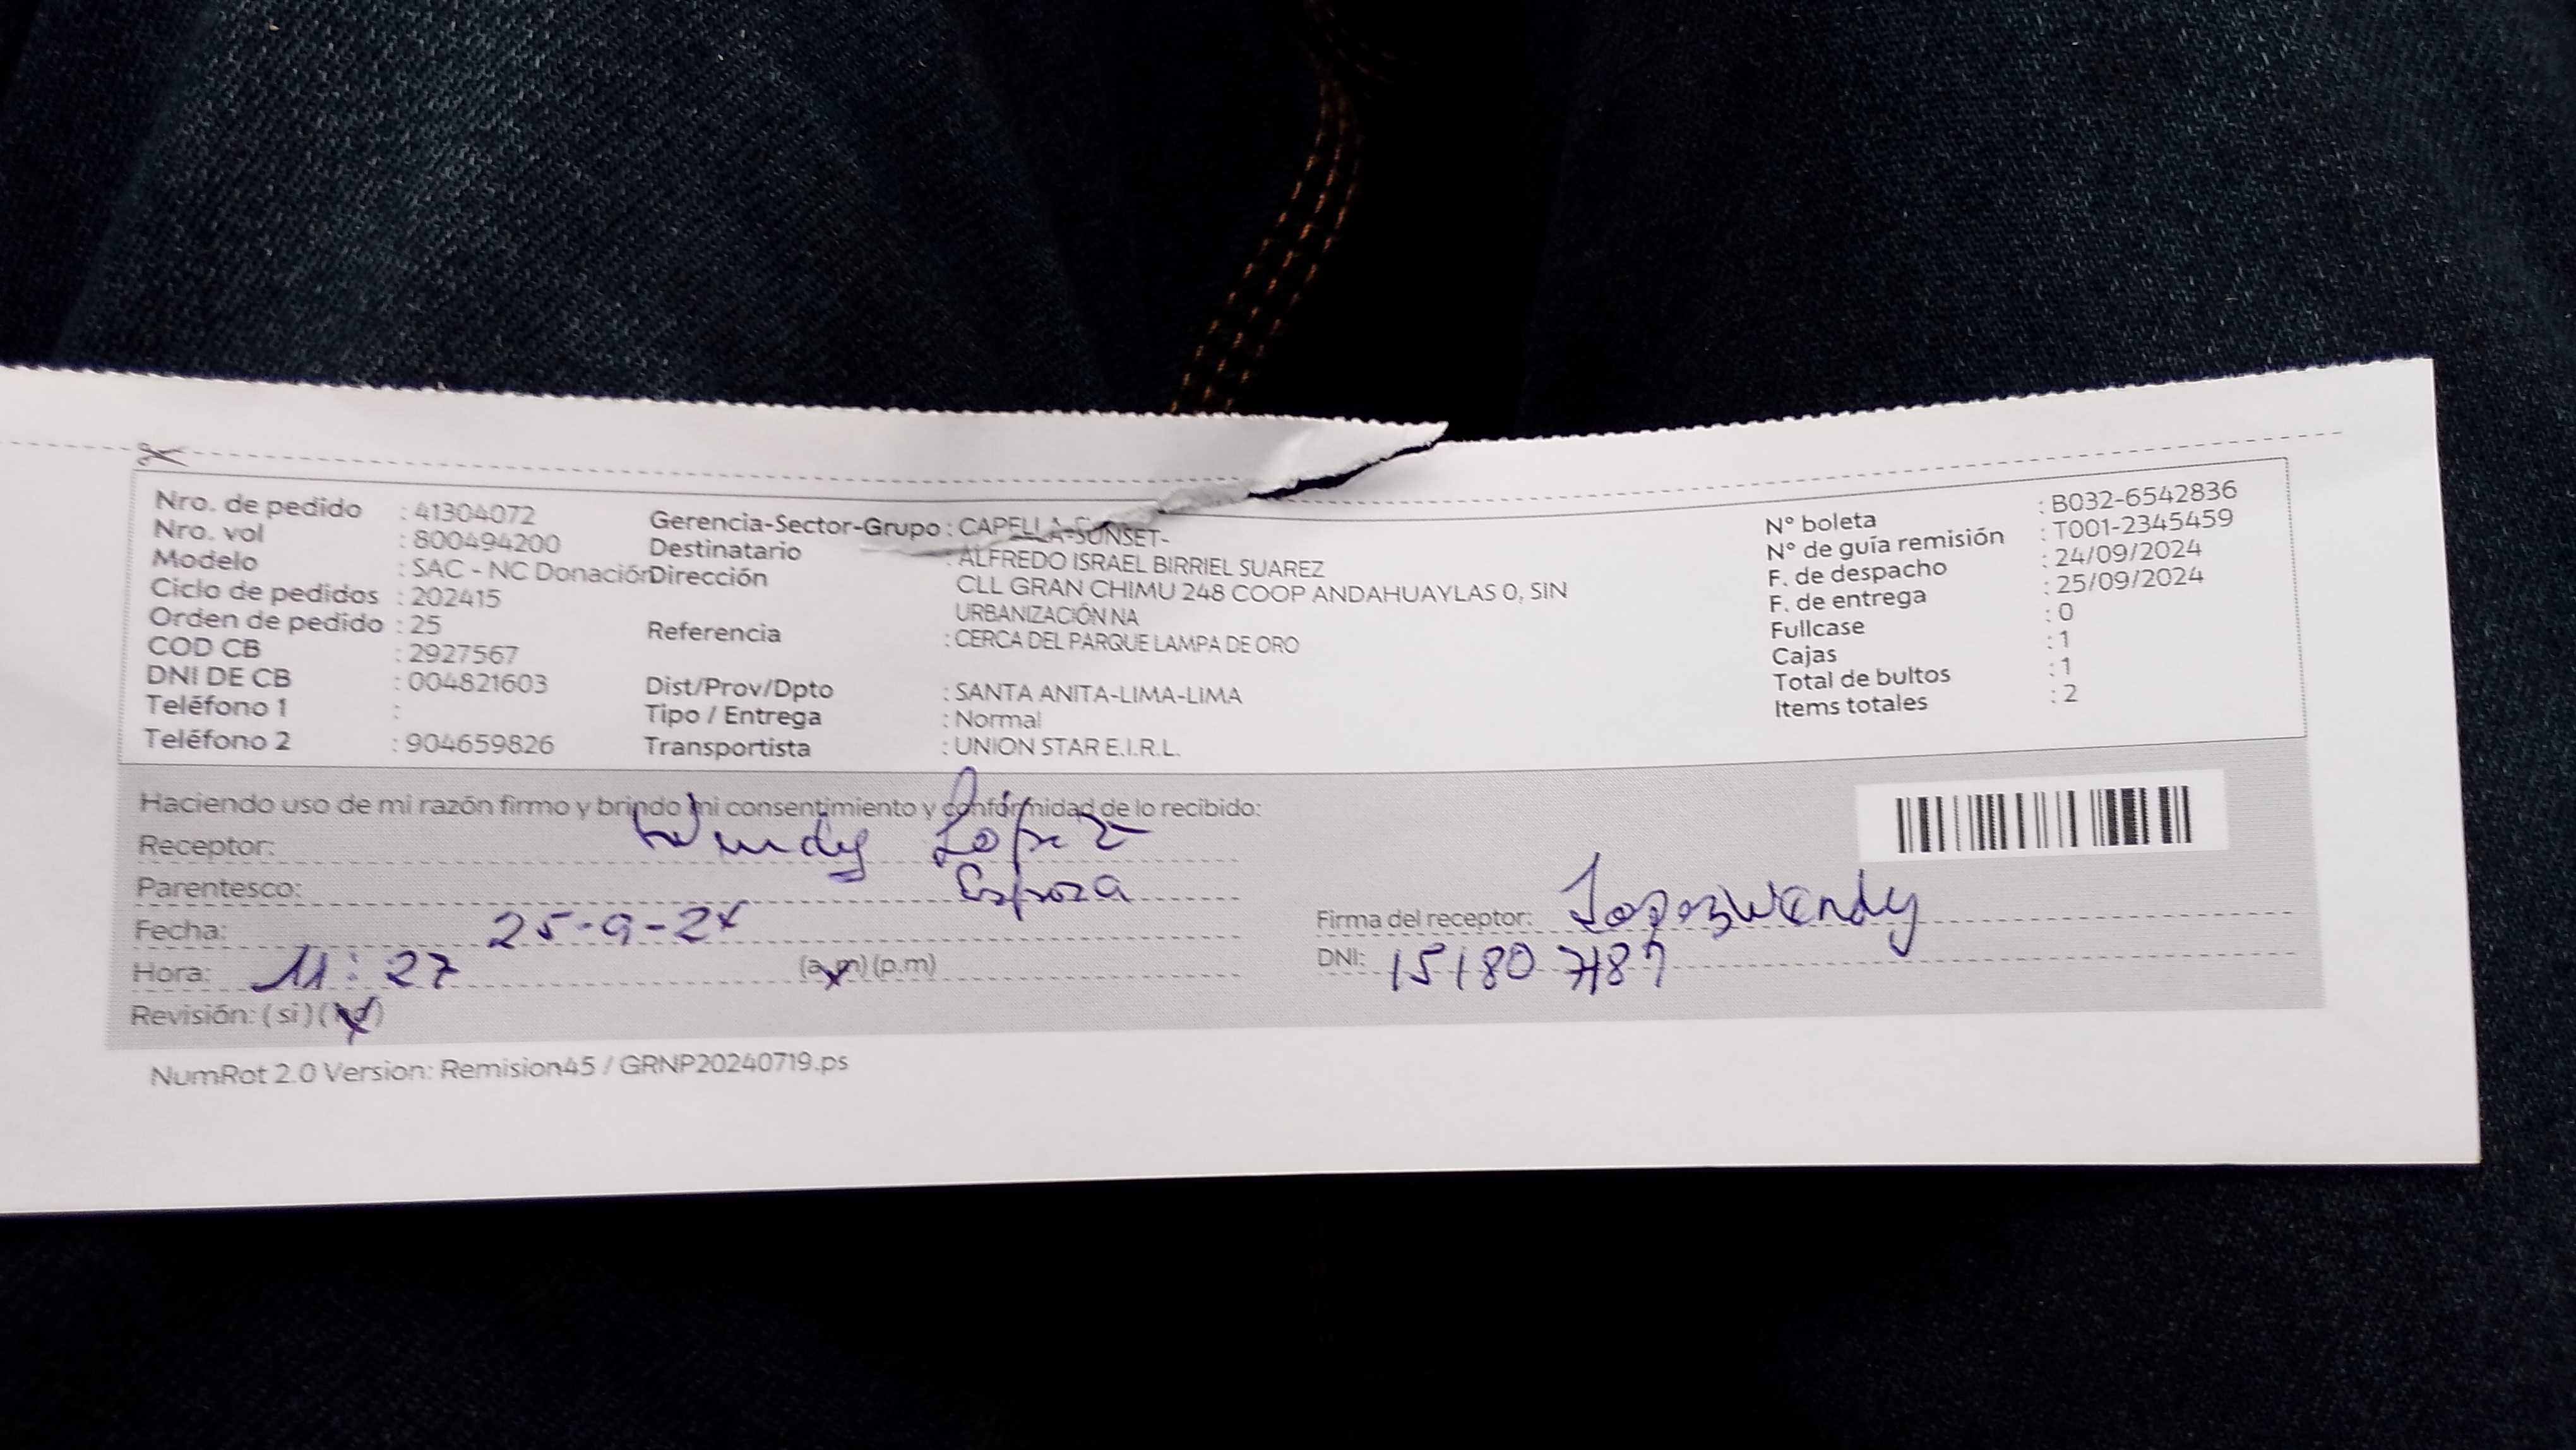 Nro. de pedido : 41304072
Nro. vol : 800494200
Modelo : SAC - NC Donación
Ciclo de pedidos : 202415
Orden de pedido : 25
COD CB : 2927567
DNI DE CB : 004821603
Teléfono 1 :
Teléfono 2 : 904659826
Gerencia-Sector-Grupo : CAPELLA-SUNSET-
Destinatario : ALFREDO ISRAEL BIRRIEL SUAREZ
Dirección CLL GRAN CHIMU 248 COOP ANDAHUAYLAS 0, SIN
URBANIZACIÓN NA
Referencia : CERCA DEL PARQUE LAMPA DE ORO
Dist/Prov/Dpto : SANTA ANITA-LIMA-LIMA
Tipo / Entrega : Normal
Transportista : UNION STAR E.I.R.L.
N° boleta : B032-6542836
N° de guía remisión : T001-2345459
F. de despacho : 24/09/2024
F. de entrega : 25/09/2024
Fullcase : 0
Cajas : 1
Total de bultos : 1
Items totales : 2
Haciendo uso de mi razón firmo y brindo mi consentimiento y conformidad de lo recibido:
Receptor: Wendy Lopez
Parentesco: Esposa
Fecha: 25-9-24
Hora: 11:27 (a.m) (p.m)
Revisión: (si) (no)
Firma del receptor: Lopez Wendy
DNI: 15180
NumRot 2.0 Version: Remision45 / GRNP20240719.ps